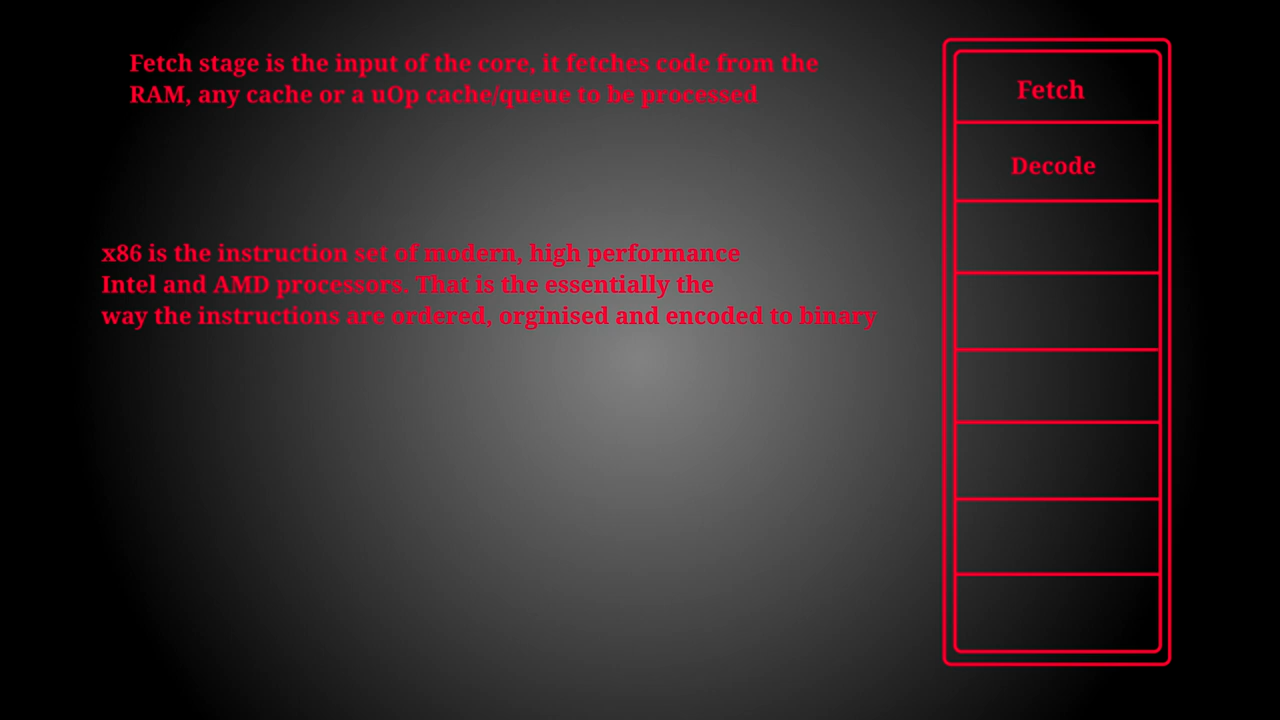 Fetch stage is the input of the core, it fetches code from the
RAM, any cache or a uOp cache/queue to be processed
Fetch
Decode
x86 is the instruction set of modern, high performance
Intel and AMD processors. That is the essentially the
way the instructions are ordered, orginised and encoded to binary